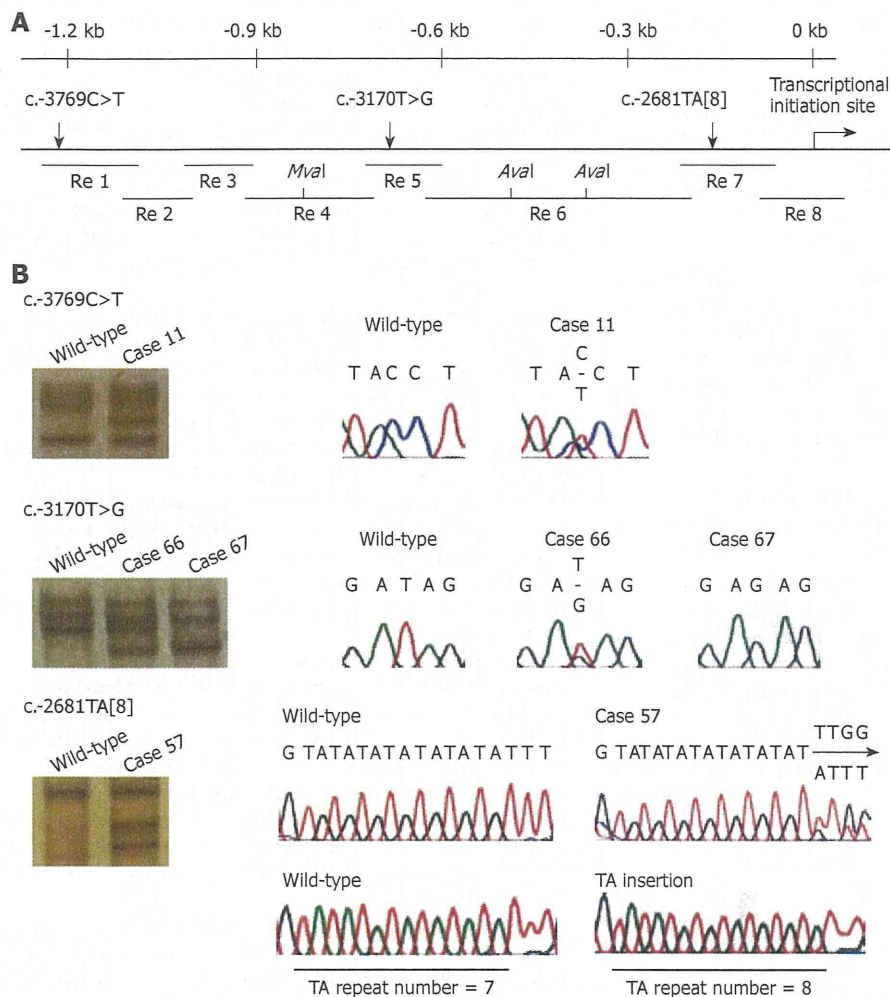 A
-1.2 kb -0.9 kb -0.6 kb -0.3 kb 0 kb
c.-3769C>T c.-3170T>G c.-2681TA[8] Transcriptional
initiation site
Re 1 Re 3 MvaI Re 5 AvaI AvaI Re 7
Re 2 Re 4 Re 6 Re 8
B
c.-3769C>T
Wild-type Case 11
Wild-type Case 11
T A C C T
C
T A - C T
T
c.-3170T>G
Wild-type Case 66 Case 67
Wild-type Case 66 Case 67
G A T A G
T
G A - A G
G
G A G A G
c.-2681TA[8]
Wild-type Case 57
Wild-type Case 57
G TATATATATATATATTT
G TATATATATATATAT
TTGG
ATTT
Wild-type TA insertion
TA repeat number = 7 TA repeat number = 8